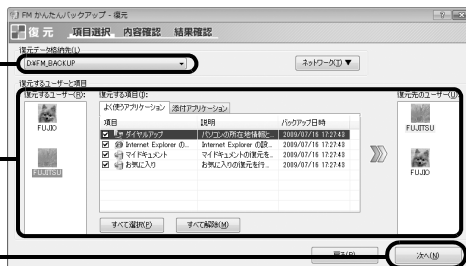 FM かんたんバックアップ - 復元
復元 項目選択 内容確認 結果確認
復元データ格納先(L)
D:¥FM_BACKUP
ネットワーク(T) ▼
復元するユーザーと項目
復元するユーザー(R): 復元する項目(I): 復元先のユーザー(U):
よく使うアプリケーション 添付アプリケーション
項目 説明 バックアップ日時
ダイヤルアップ パソコンの所在地情報と... 2009/07/16 17:27:43
Internet Explorer の... Internet Explorer の設... 2009/07/16 17:27:43
マイドキュメント マイドキュメントの復元を... 2009/07/16 17:27:43
お気に入り お気に入りの復元を行... 2009/07/16 17:27:43
FUJIO FUJITSU
FUJITSU FUJIO
すべて選択(P) すべて解除(M)
次へ(N)